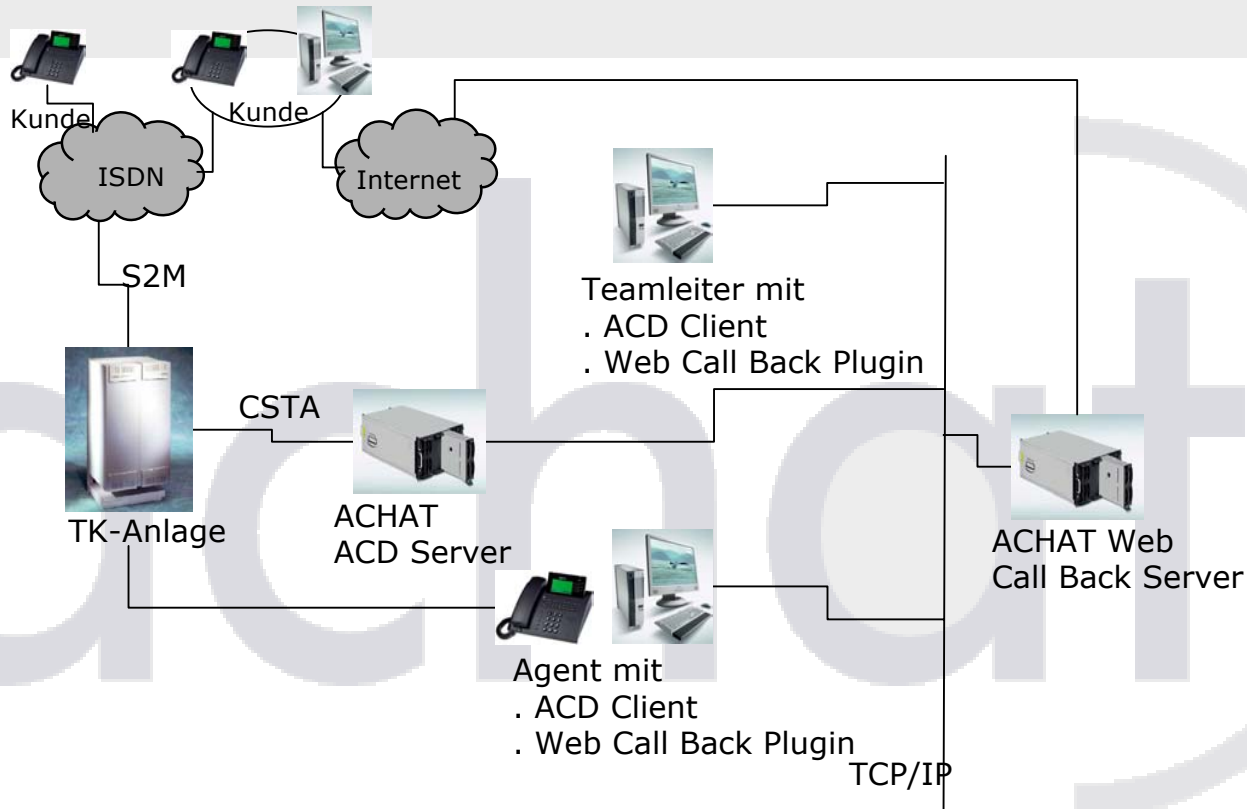 Kunde
Kunde
ISDN
Internet
S2M
Teamleiter mit
. ACD Client
. Web Call Back Plugin
CSTA
TK-Anlage
ACHAT
ACD Server
ACHAT Web
Call Back Server
Agent mit
. ACD Client
. Web Call Back Plugin
TCP/IP
achat